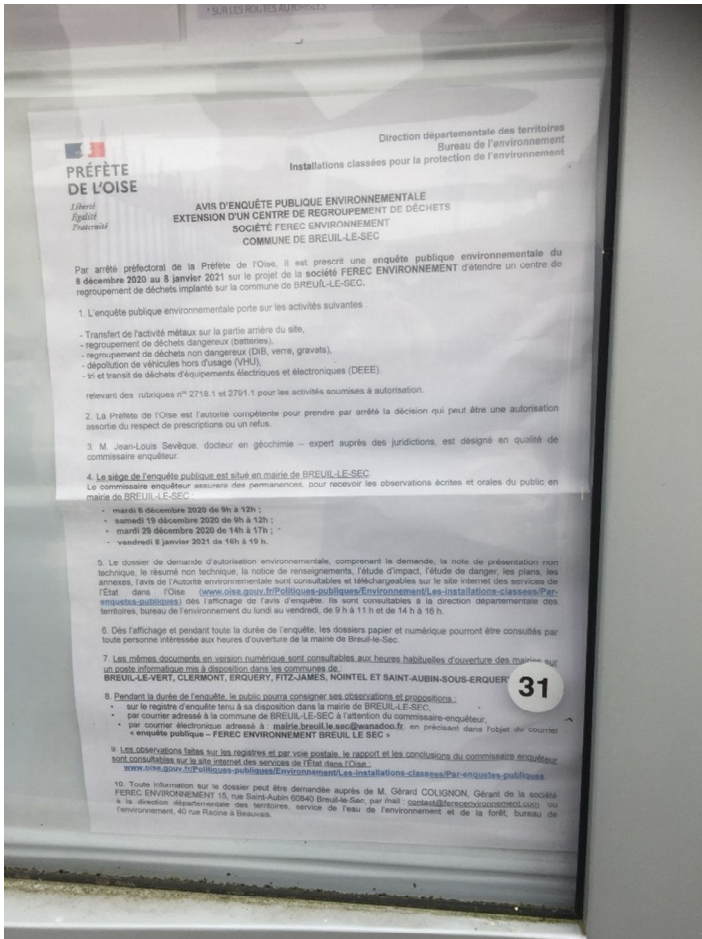 * SUR LES ROUTES AUTORISÉES
PRÉFÈTE
DE L'OISE
Liberté
Égalité
Fraternité
Direction départementale des territoires
Bureau de l'environnement
Installations classées pour la protection de l'environnement
AVIS D'ENQUÊTE PUBLIQUE ENVIRONNEMENTALE
EXTENSION D'UN CENTRE DE REGROUPEMENT DE DÉCHETS
SOCIÉTÉ FEREC ENVIRONNEMENT
COMMUNE DE BREUIL-LE-SEC
Par arrêté préfectoral de la Préfète de l'Oise, il est prescrit une enquête publique environnementale du
8 décembre 2020 au 8 janvier 2021 sur le projet de la société FEREC ENVIRONNEMENT d'étendre un centre de
regroupement de déchets implanté sur la commune de BREUIL-LE-SEC.
1. L'enquête publique environnementale porte sur les activités suivantes :
- Transfert de l'activité métaux sur la partie arrière du site,
- regroupement de déchets dangereux (batteries),
- regroupement de déchets non dangereux (DIB, verre, gravats),
- dépollution de véhicules hors d'usage (VHU),
- tri et transit de déchets d'équipements électriques et électroniques (DEEE).
relevant des rubriques n° 2718.1 et 2791.1 pour les activités soumises à autorisation.
2. La Préfète de l'Oise est l'autorité compétente pour prendre par arrêté la décision qui peut être une autorisation
assortie du respect de prescriptions ou un refus.
3. M. Jean-Louis Sevêque, docteur en géochimie – expert auprès des juridictions, est désigné en qualité de
commissaire enquêteur.
4. Le siège de l'enquête publique est situé en mairie de BREUIL-LE-SEC
Le commissaire enquêteur assurera des permanences, pour recevoir les observations écrites et orales du public en
mairie de BREUIL-LE-SEC :
• mardi 8 décembre 2020 de 9h à 12h ;
• samedi 19 décembre 2020 de 9h à 12h ;
• mardi 29 décembre 2020 de 14h à 17h ;
- vendredi 8 janvier 2021 de 16h à 19 h.
5. Le dossier de demande d'autorisation environnementale, comprenant la demande, la note de présentation non
technique, le résumé non technique, la notice de renseignements, l'étude d'impact, l'étude de danger, les plans, les
annexes, l'avis de l'Autorité environnementale sont consultables et téléchargeables sur le site internet des services de
l'État dans l'Oise (www.oise.gouv.fr/Politiques-publiques/Environnement/Les-installations-classees/Par-
enquetes-publiques) dès l'affichage de l'avis d'enquête. Ils sont consultables à la direction départementale des
territoires, bureau de l'environnement du lundi au vendredi, de 9 h à 11 h et de 14 h à 16 h.
6. Dès l'affichage et pendant toute la durée de l'enquête, les dossiers papier et numérique pourront être consultés par
toute personne intéressée aux heures d'ouverture de la mairie de Breuil-le-Sec.
7. Les mêmes documents en version numérique sont consultables aux heures habituelles d'ouverture des mairies sur
un poste informatique mis à disposition dans les communes de :
BREUIL-LE-VERT, CLERMONT, ERQUERY, FITZ-JAMES, NOINTEL ET SAINT-AUBIN-SOUS-ERQUERY
31
8. Pendant la durée de l'enquête, le public pourra consigner ses observations et propositions :
• sur le registre d'enquête tenu à sa disposition dans la mairie de BREUIL-LE-SEC,
• par courrier adressé à la commune de BREUIL-LE-SEC à l'attention du commissaire-enquêteur,
• par courrier électronique adressé à : mairie.breuil.le.sec@wanadoo.fr en précisant dans l'objet du courrier
« enquête publique – FEREC ENVIRONNEMENT BREUIL LE SEC »
9. Les observations faites sur les registres et par voie postale, le rapport et les conclusions du commissaire enquêteur
sont consultables sur le site internet des services de l'État dans l'Oise :
www.oise.gouv.fr/Politiques-publiques/Environnement/Les-installations-classees/Par-enquetes-publiques
10. Toute information sur le dossier peut être demandée auprès de M. Gérard COLIGNON, Gérant de la société
FEREC ENVIRONNEMENT 15, rue Saint-Aubin 60840 Breuil-le-Sec, par mail : contact@ferecenvironnement.com ou
à la direction départementale des territoires, service de l'eau de l'environnement et de la forêt, bureau de
l'environnement, 40 rue Racine à Beauvais.